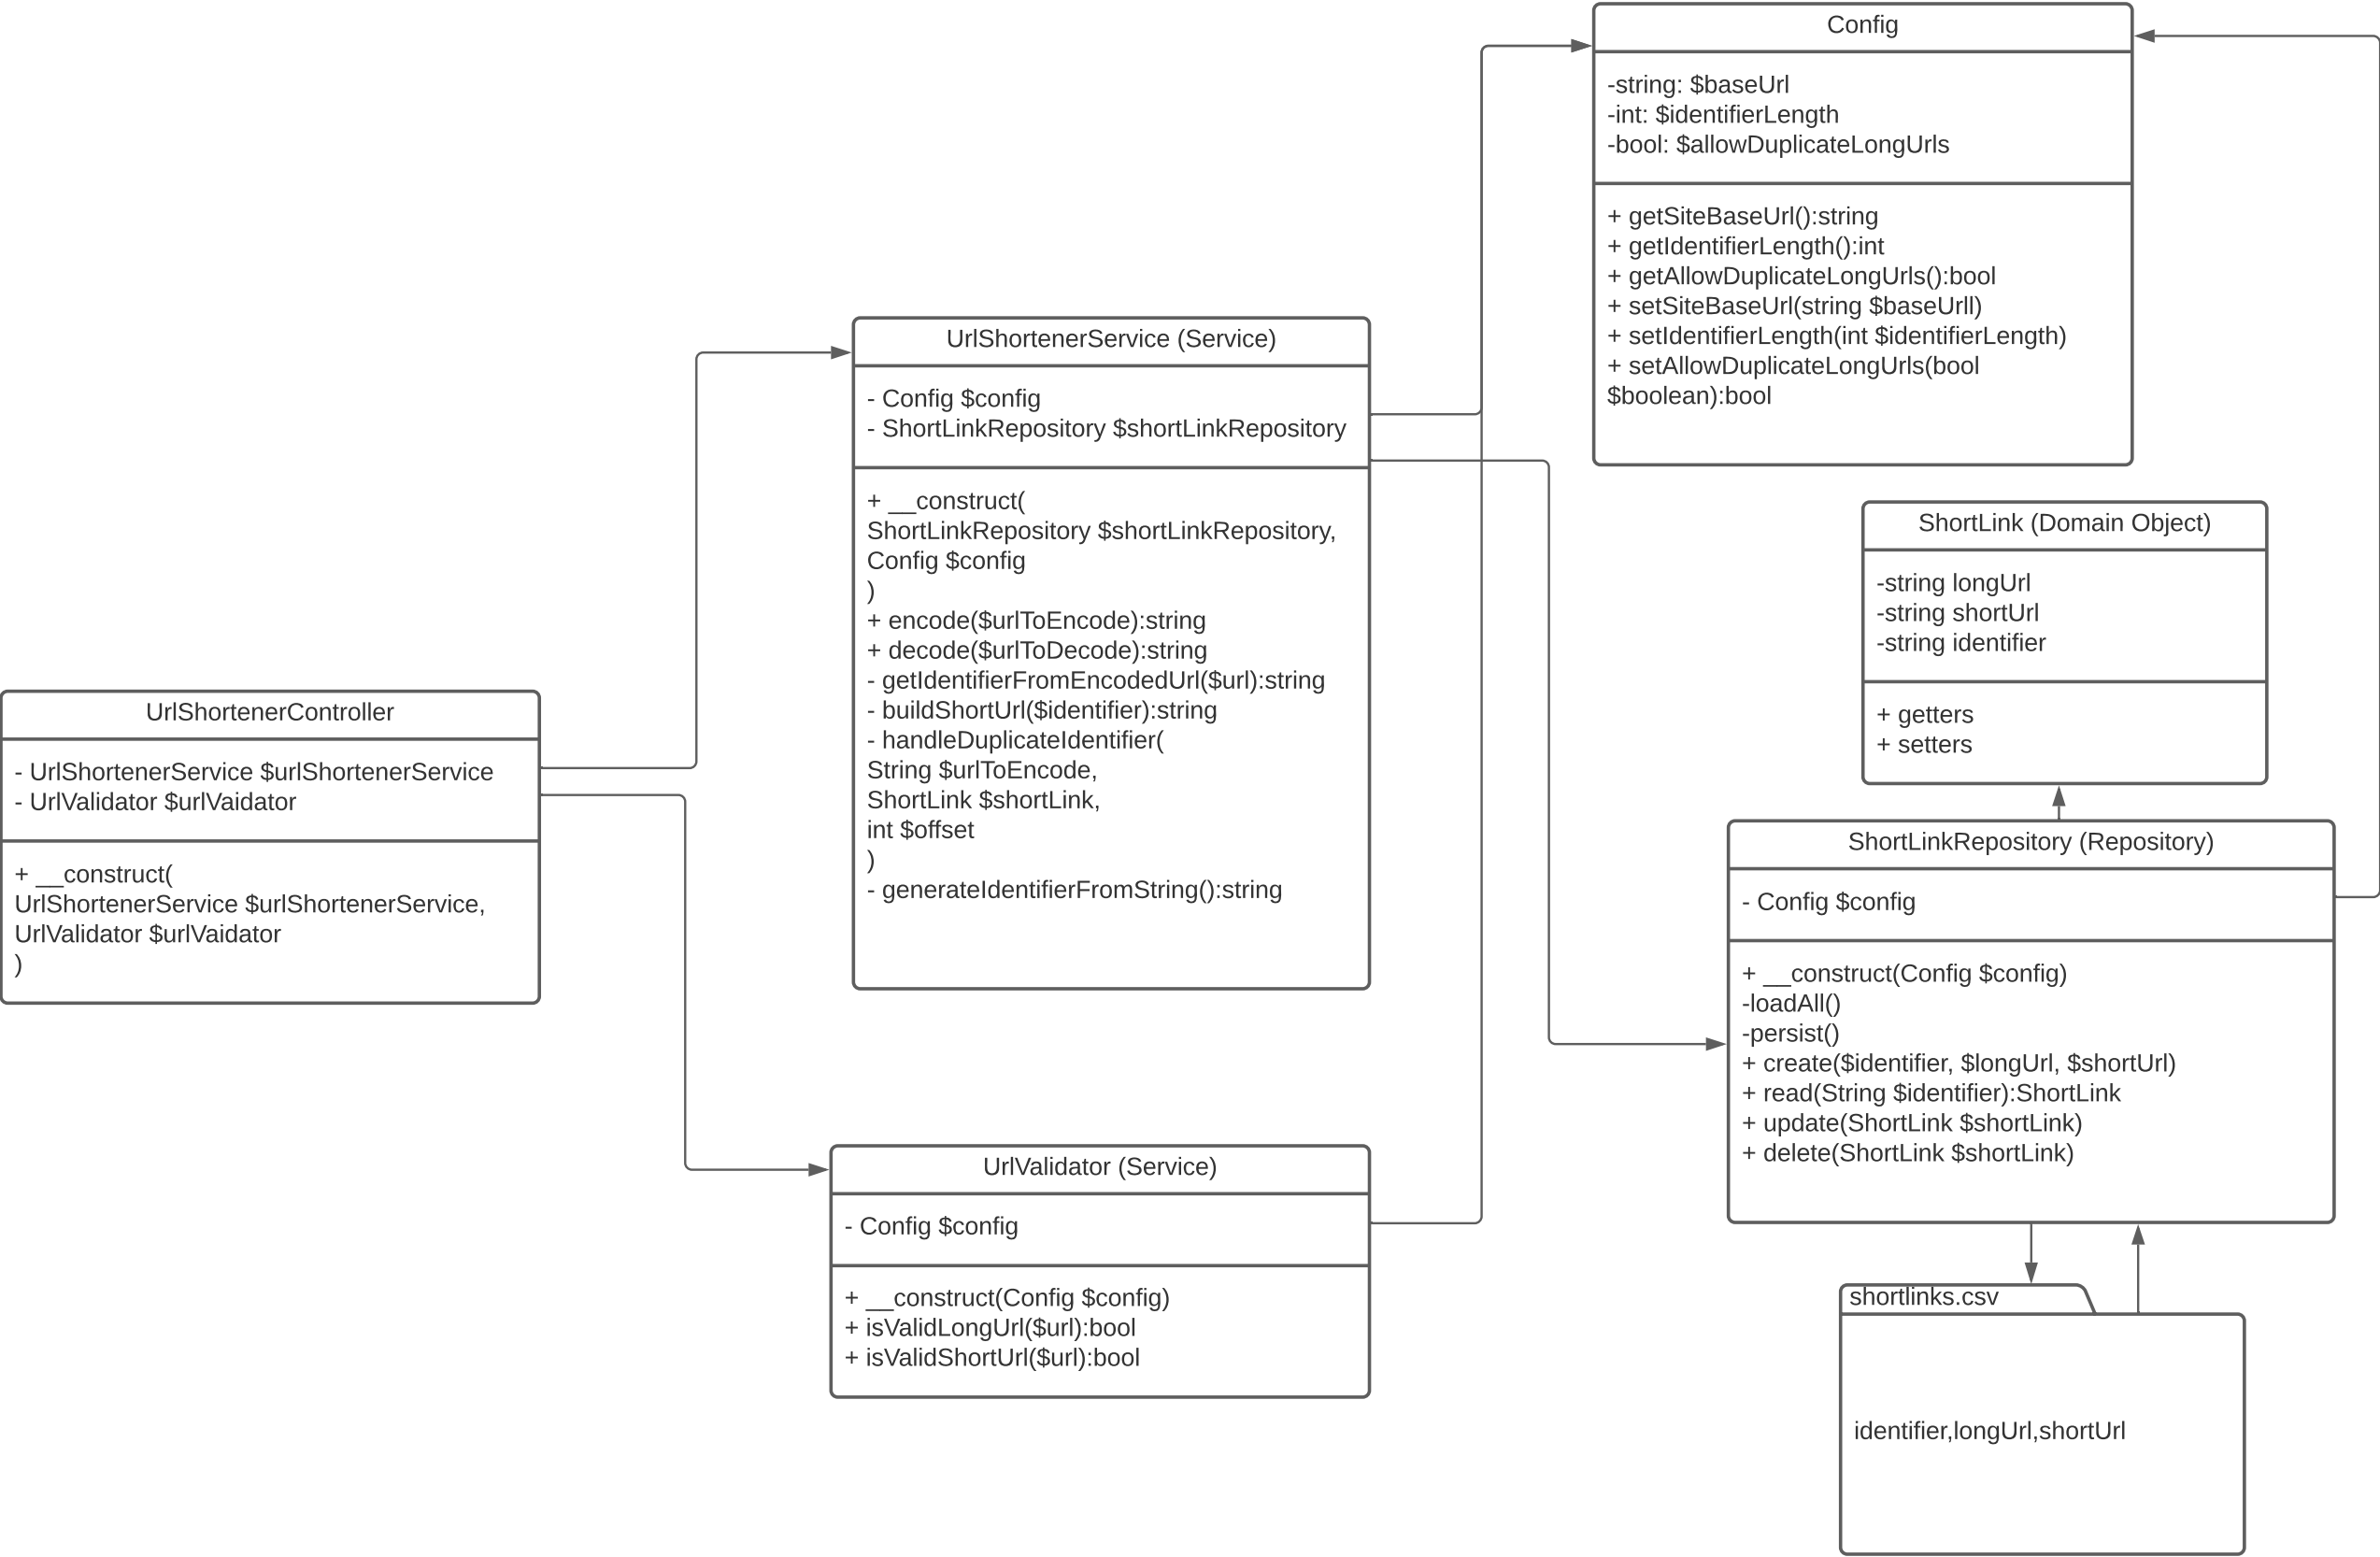 Config
-string: $baseUrl
-int: $identifierLength
-bool: $allowDuplicateLongUrls
+ getSiteBaseUrl():string
+ getIdentifierLength():int
+ getAllowDuplicateLongUrls():bool
+ setSiteBaseUrl(string $baseUrll)
+ setIdentifierLength(int $identifierLength)
+ setAllowDuplicateLongUrls(bool
$boolean):bool
UrlShortenerService (Service)
- Config $config
- ShortLinkRepository $shortLinkRepository
+ __construct(
ShortLinkRepository $shortLinkRepository,
Config $config
)
+ encode($urlToEncode):string
+ decode($urlToDecode):string
- getIdentifierFromEncodedUrl($url):string
- buildShortUrl($identifier):string
- handleDuplicateIdentifier(
String $urlToEncode,
ShortLink $shortLink,
int $offset
)
- generateIdentifierFromString():string
ShortLink (Domain Object)
-string longUrl
-string shortUrl
-string identifier
+ getters
+ setters
UrlShortenerController
- UrlShortenerService $urlShortenerService
- UrlValidator $urlVaidator
+ __construct(
UrlShortenerService $urlShortenerService,
UrlValidator $urlVaidator
)
ShortLinkRepository (Repository)
- Config $config
+ __construct(Config $config)
-loadAll()
-persist()
+ create($identifier, $longUrl, $shortUrl)
+ read(String $identifier):ShortLink
+ update(ShortLink $shortLink)
+ delete(ShortLink $shortLink)
UrlValidator (Service)
- Config $config
+ __construct(Config $config)
+ isValidLongUrl($url):bool
+ isValidShortUrl($url):bool
shortlinks.csv
identifier,longUrl,shortUrl